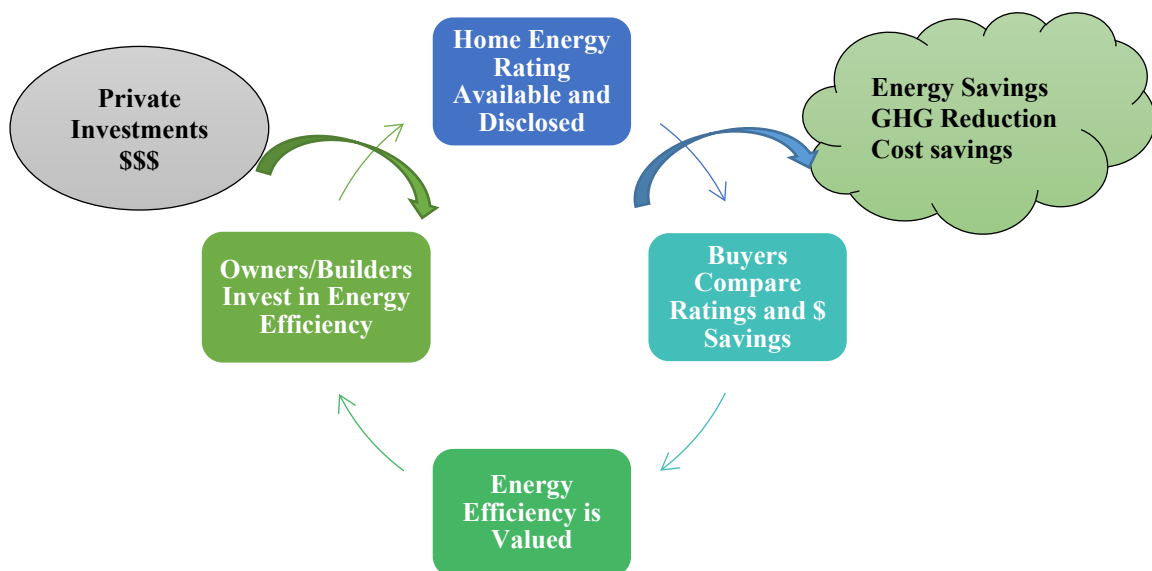 Home Energy
Rating
Available and
Disclosed
Private
Investments
$$$
Energy Savings
GHG Reduction
Cost savings
Owners/Builders
Invest in Energy
Efficiency
Buyers
Compare
Ratings and $
Savings
Energy
Efficiency is
Valued